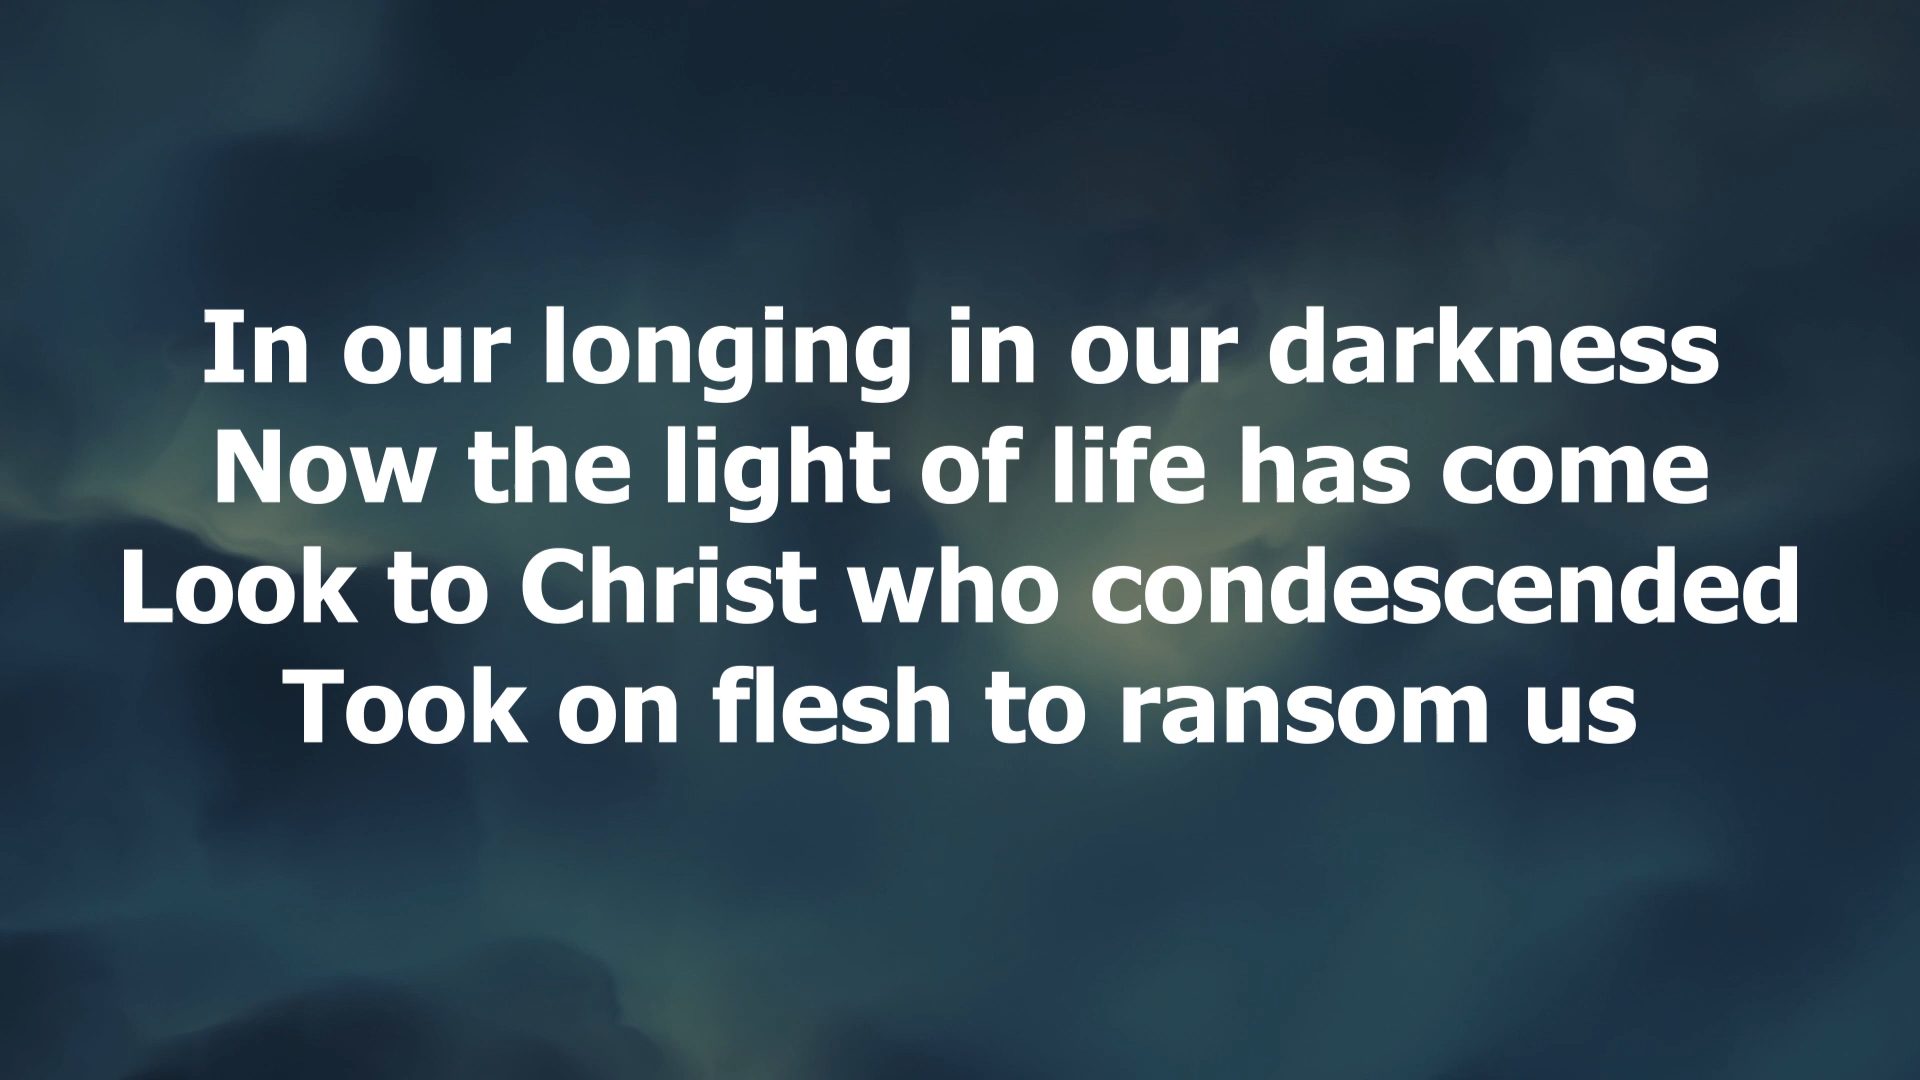 In our longing in our darkness
Now the light of life has come
Look to Christ who condescended
Took on flesh to ransom us